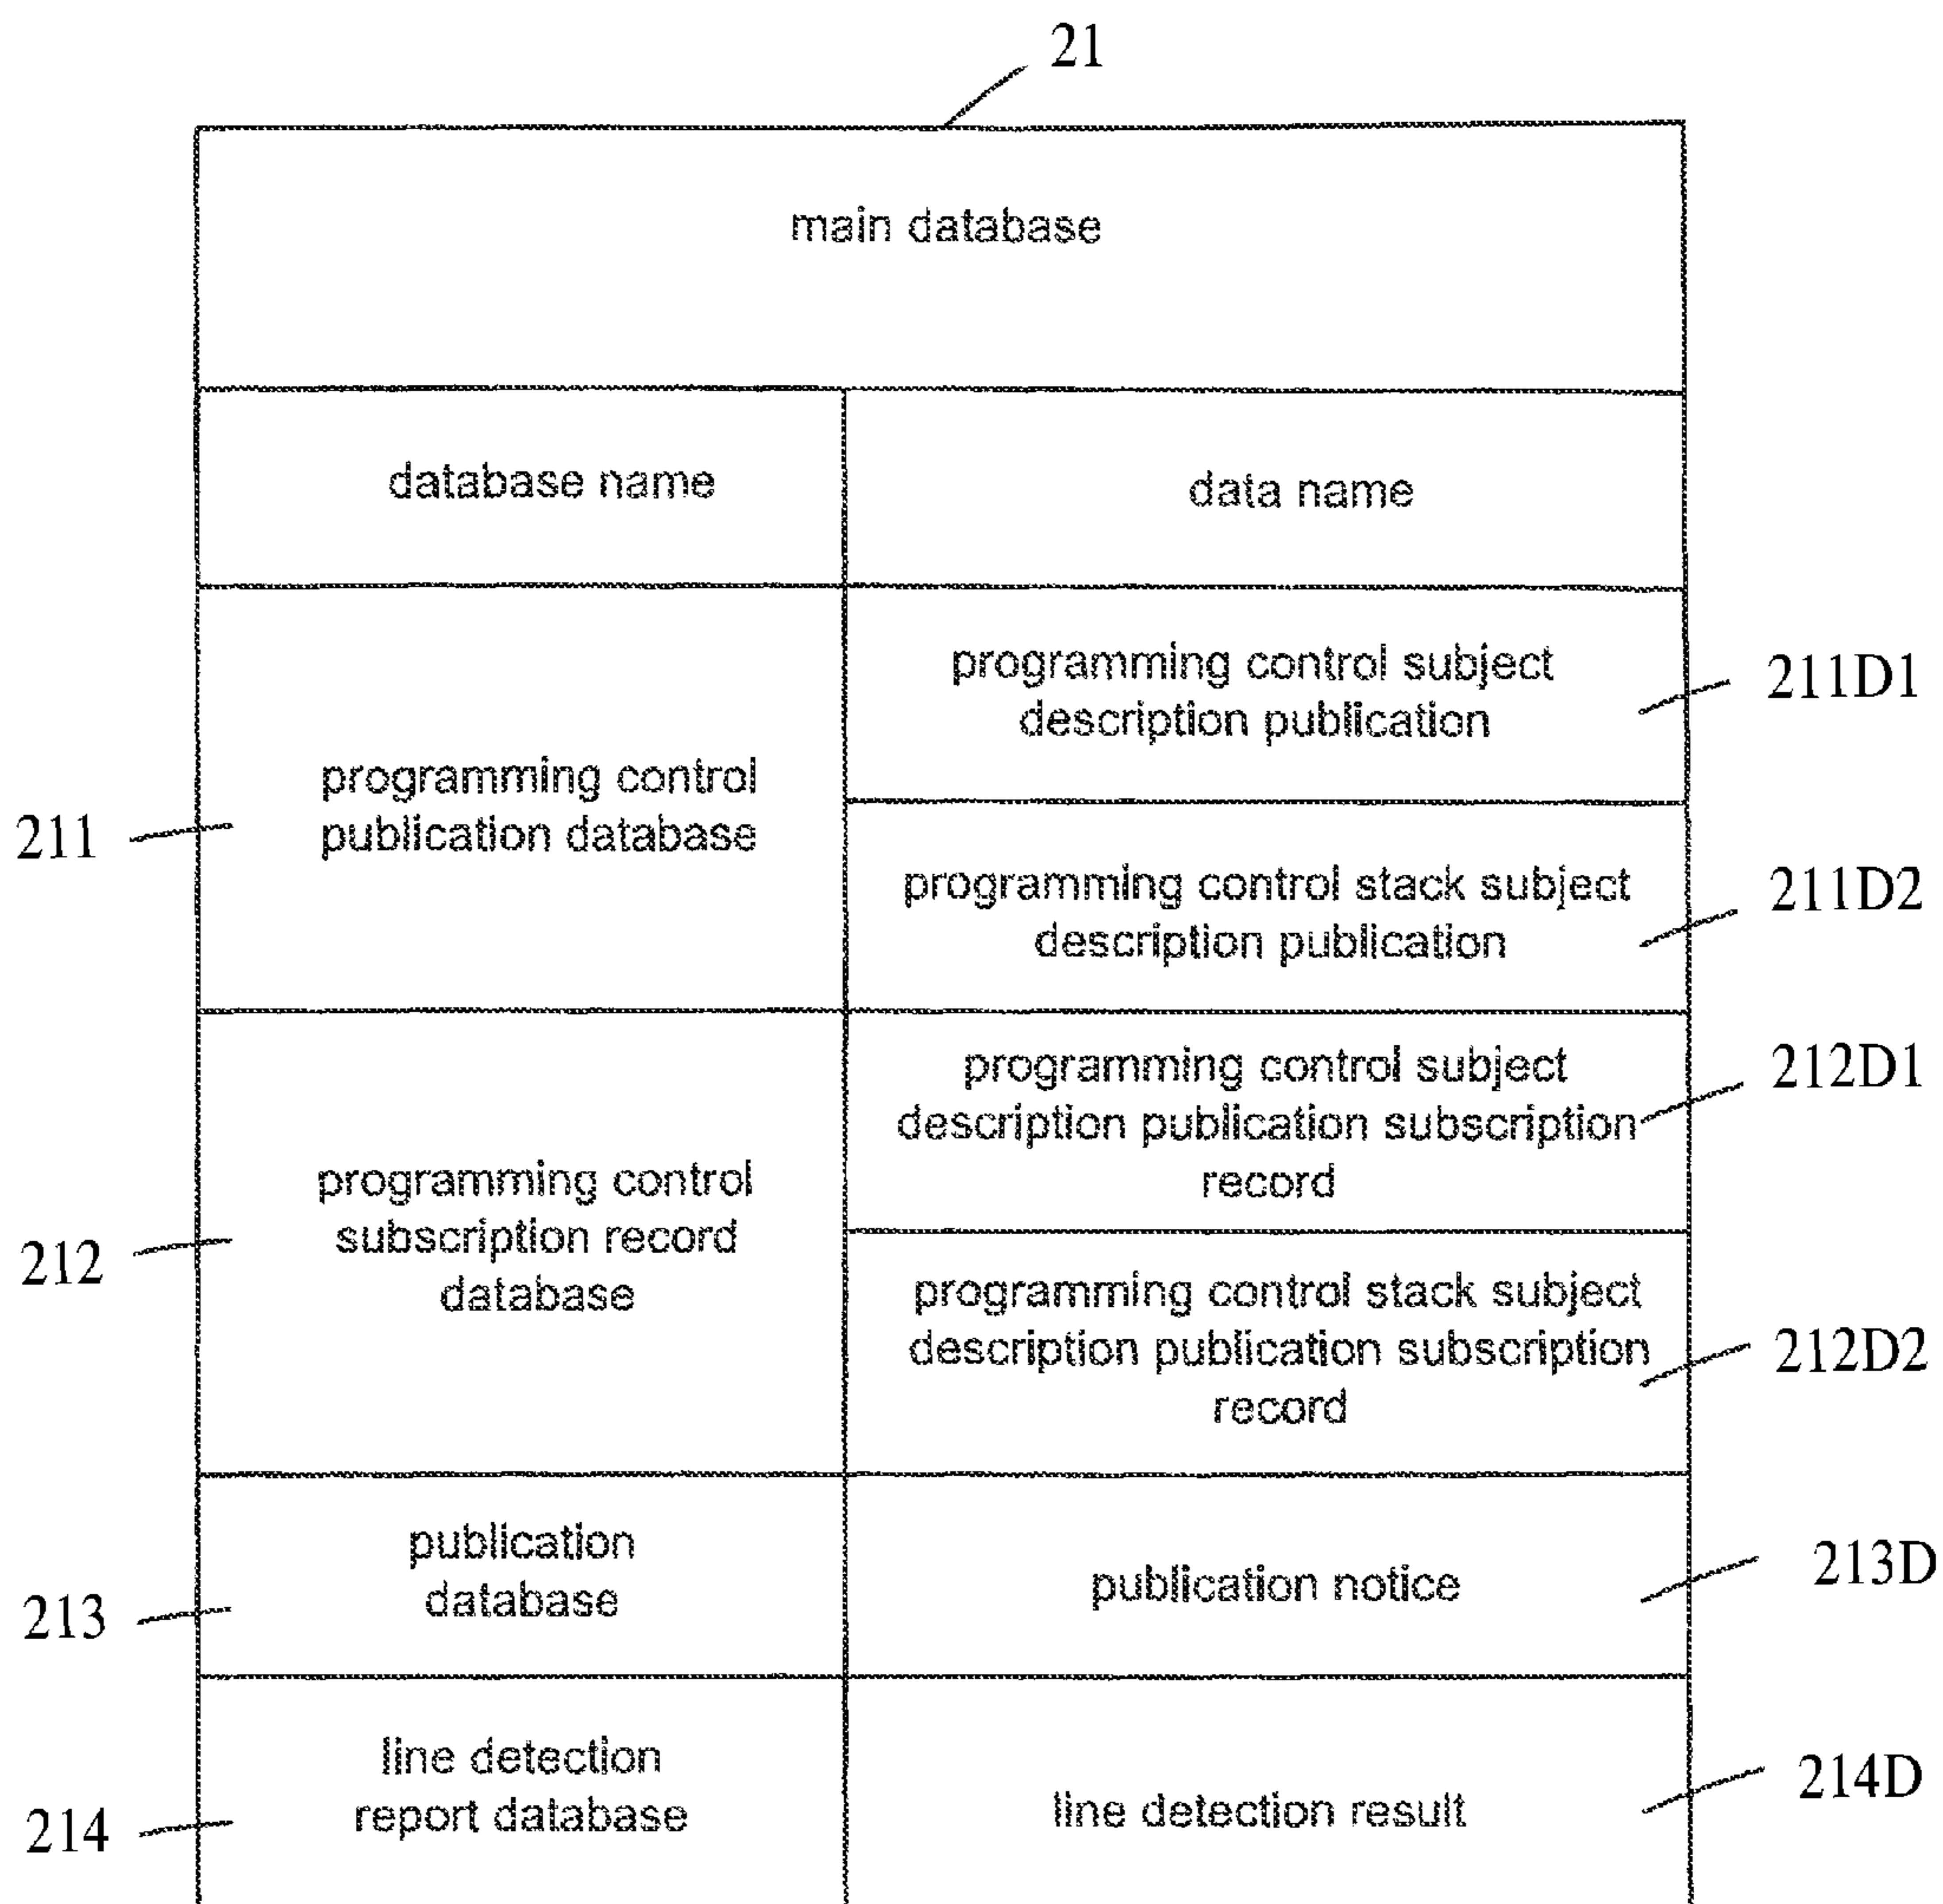 21
main database
database name
data name
programming control subject
description publication
211D1
programming control
publication database
211
programming control stack subject
description publication
211D2
programming control subject
description publication subscription
record
212D1
programming control
subscription record
database
212
programming control stack subject
description publication subscription
record
212D2
publication
database
213
publication notice
213D
line detection
report database
214
line detection result
214D